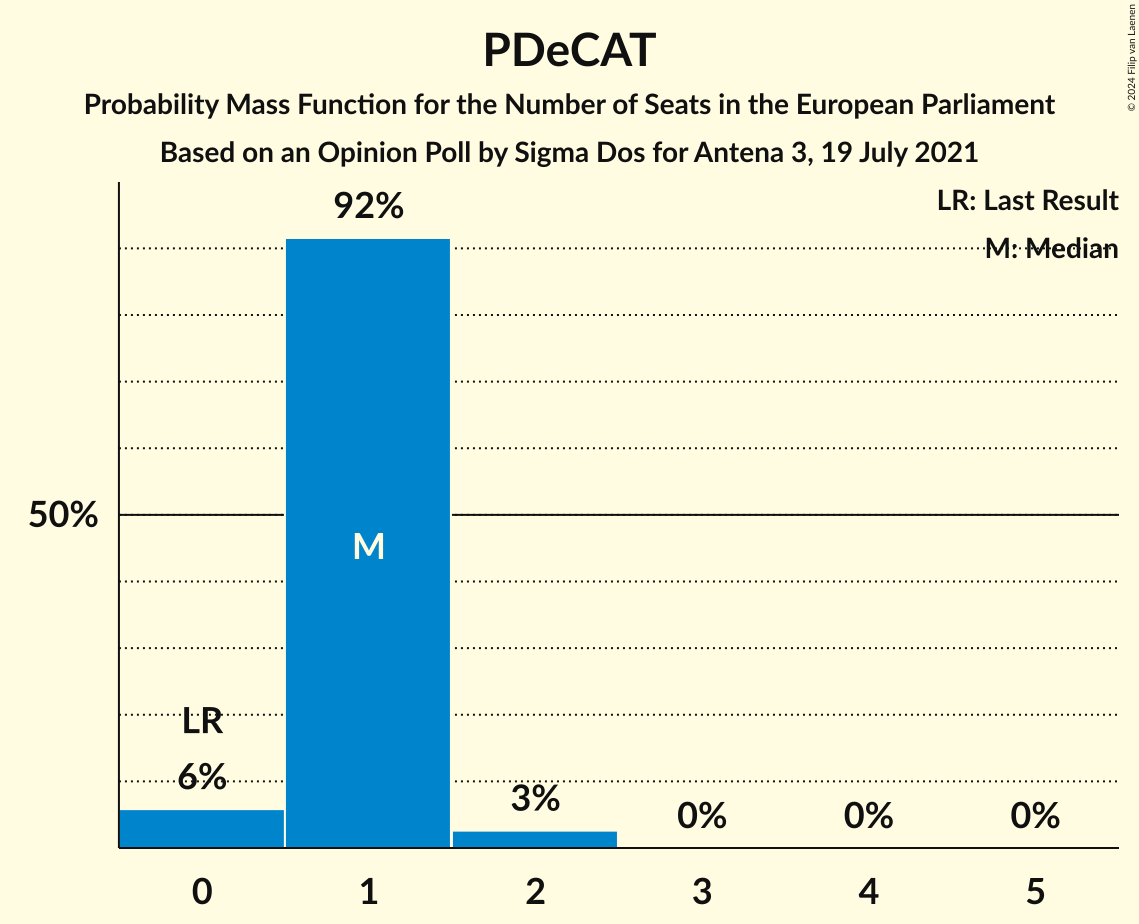 PDeCAT
Probability Mass Function for the Number of Seats in the European Parliament
Based on an Opinion Poll by Sigma Dos for Antena 3, 19 July 2021
© 2024 Filip van Laenen
LR: Last Result
M: Median
92%
50%
M
LR
6%
3%
0%
0%
0%
0 1 2 3 4 5